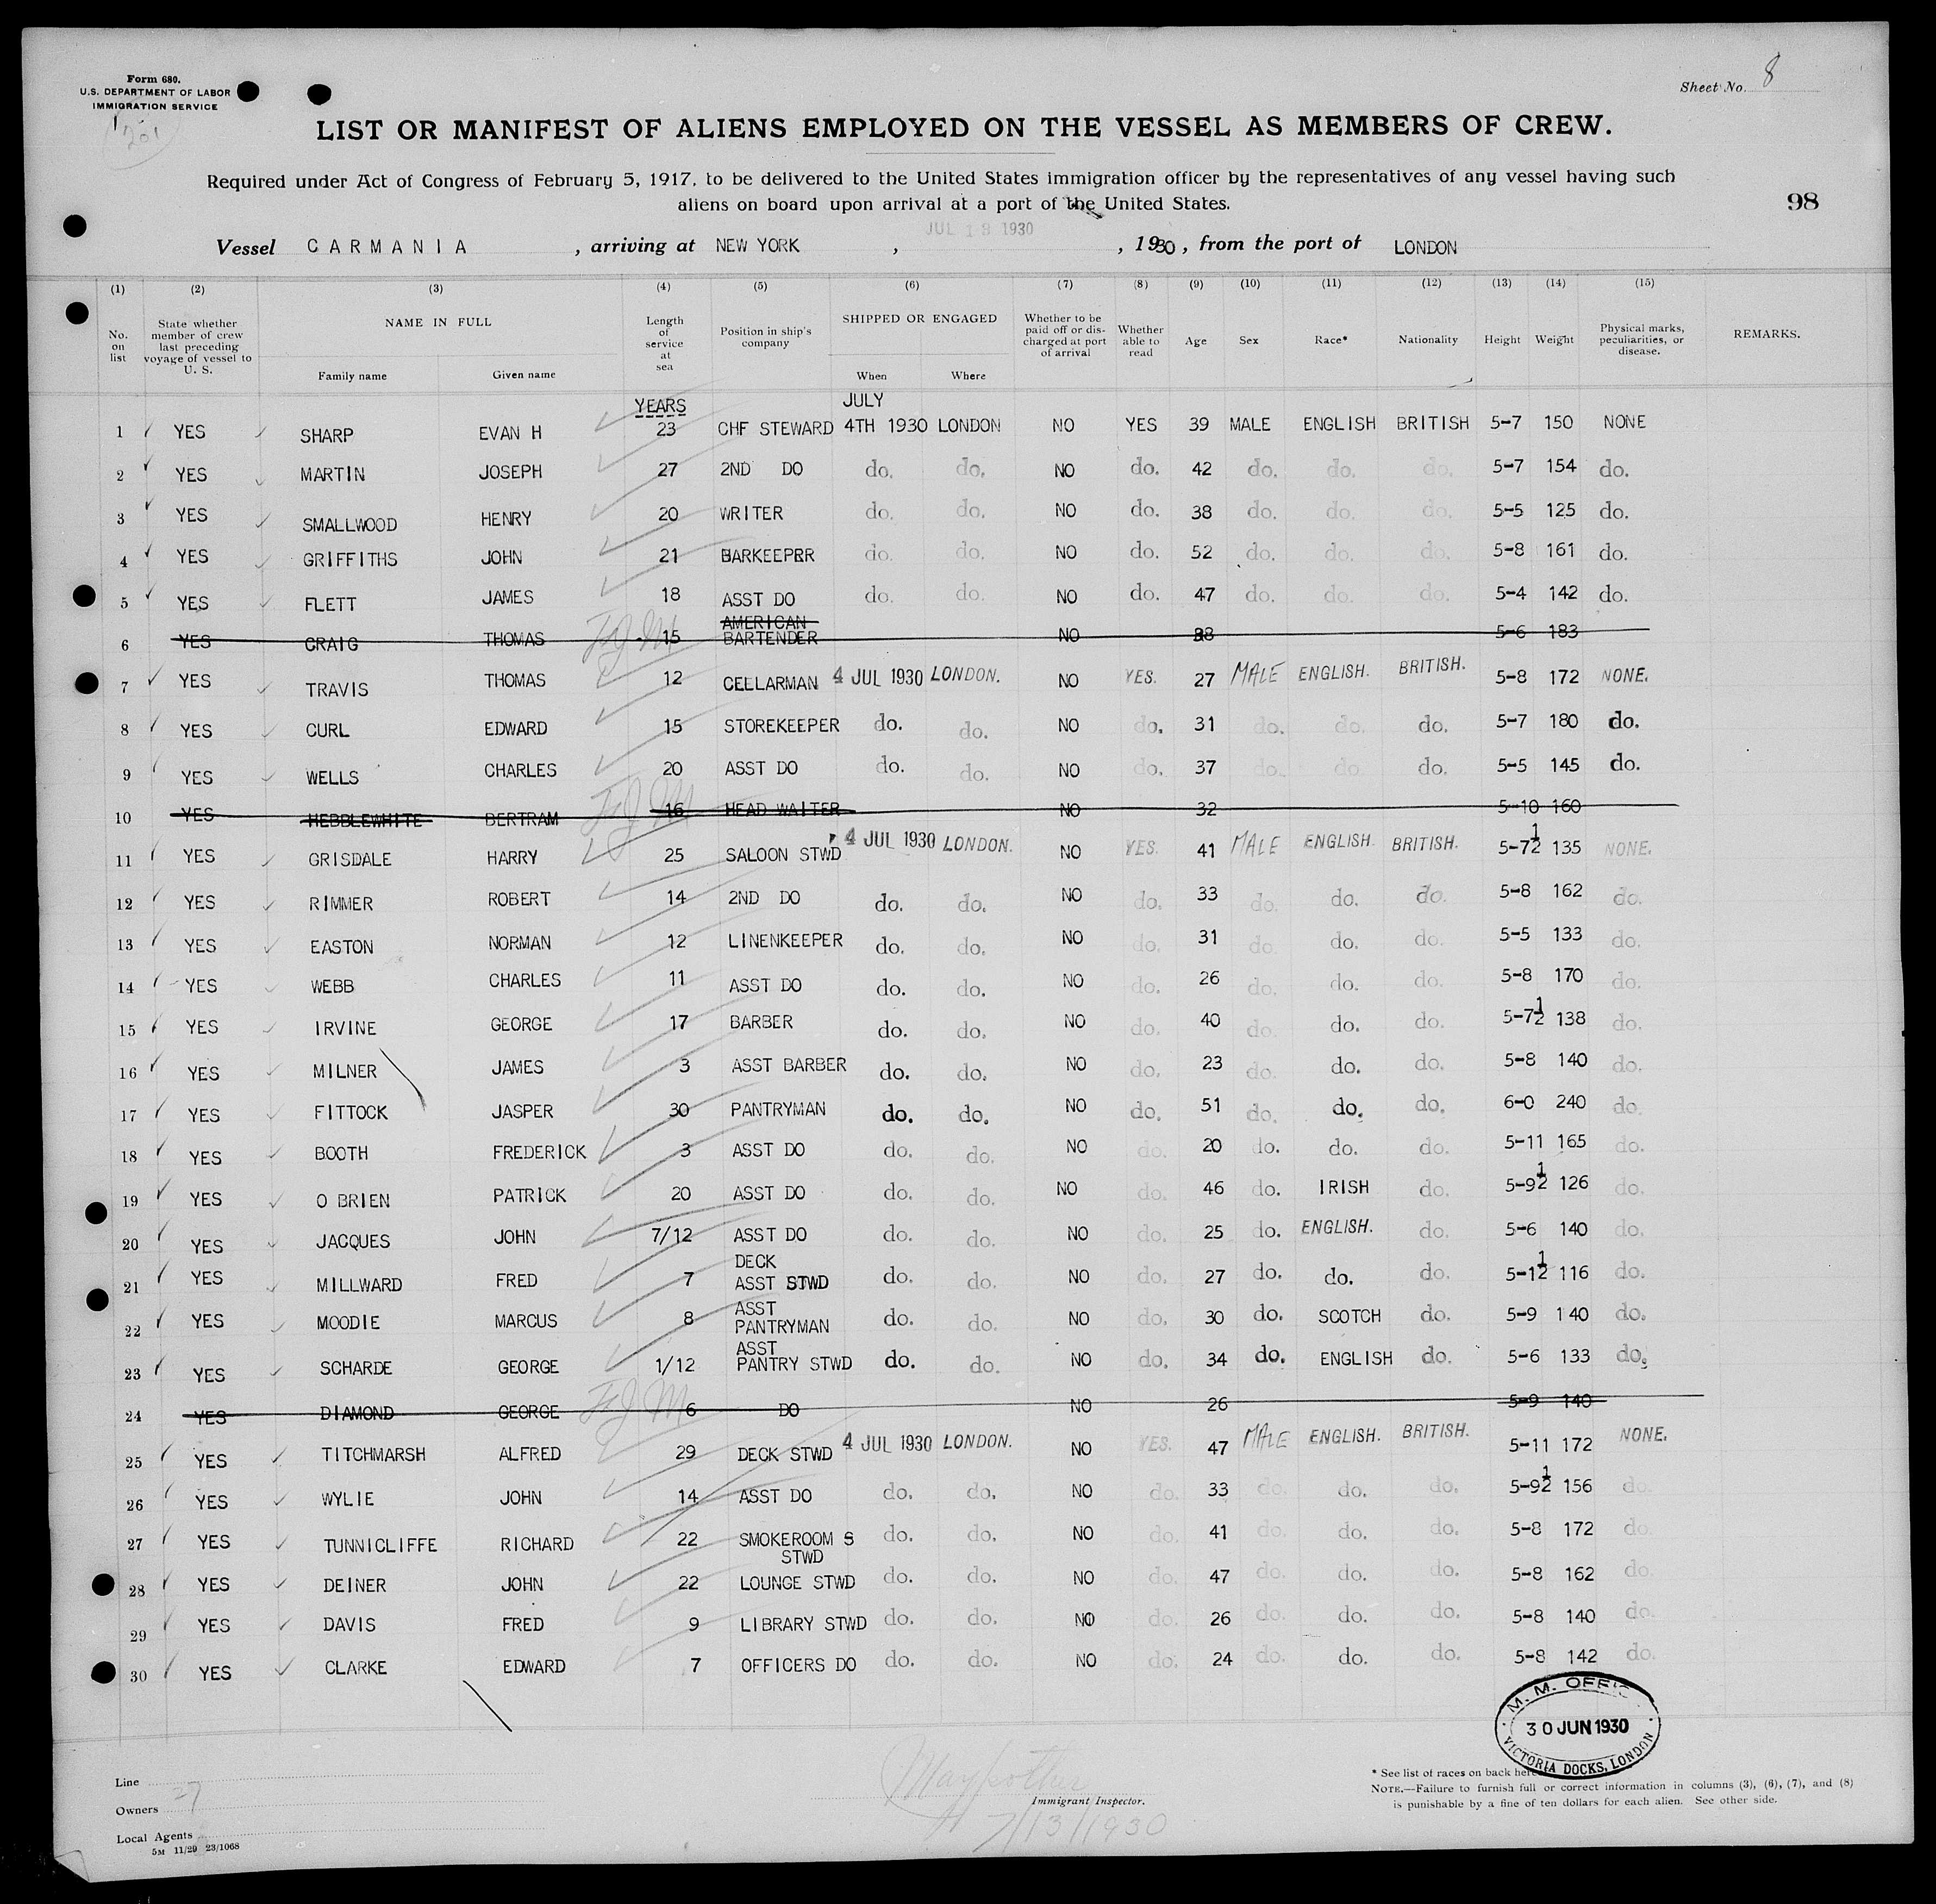 Form 680.
U.S. DEPARTMENT OF LABOR
IMMIGRATION SERVICE
201
Sheet No. 8
LIST OR MANIFEST OF ALIENS EMPLOYED ON THE VESSEL AS MEMBERS OF CREW.
Required under Act of Congress of February 5, 1917, to be delivered to the United States immigration officer by the representatives of any vessel having such
aliens on board upon arrival at a port of the United States.
98
JUL 13 1930
Vessel CARMANIA , arriving at NEW YORK , , 1930, from the port of LONDON
(1) (2) (3) (4) (5) (6) (7) (8) (9) (10) (11) (12) (13) (14) (15)
No. on list State whether member of crew last preceding voyage of vessel to U. S. NAME IN FULL Family name Given name Length of service at sea Position in ship's company SHIPPED OR ENGAGED When Where Whether to be paid off or discharged at port of arrival Whether able to read Age Sex Race* Nationality Height Weight Physical marks, peculiarities, or disease. REMARKS.
YEARS JULY
1 YES SHARP EVAN H 23 CHF STEWARD 4TH 1930 LONDON NO YES 39 MALE ENGLISH BRITISH 5-7 150 NONE
2 YES MARTIN JOSEPH 27 2ND DO do. do. NO do. 42 do. do. do. 5-7 154 do.
3 YES SMALLWOOD HENRY 20 WRITER do. do. NO do. 38 do. do. do. 5-5 125 do.
4 YES GRIFFITHS JOHN 21 BARKEEPER do. do. NO do. 52 do. do. do. 5-8 161 do.
5 YES FLETT JAMES 18 ASST DO do. do. NO do. 47 do. do. do. 5-4 142 do.
6 YES CRAIG THOMAS 15 AMERICAN BARTENDER NO 38 5-6 183
7 YES TRAVIS THOMAS 12 CELLARMAN 4 JUL 1930 LONDON. NO YES. 27 MALE ENGLISH. BRITISH. 5-8 172 NONE.
8 YES CURL EDWARD 15 STOREKEEPER do. do. NO do. 31 do. do. do. 5-7 180 do.
9 YES WELLS CHARLES 20 ASST DO do. do. NO do. 37 do. do. do. 5-5 145 do.
10 YES HEBBLEWHITE BERTRAM 16 HEAD WAITER NO 32 5-10 160
11 YES GRISDALE HARRY 25 SALOON STWD 4 JUL 1930 LONDON. NO YES. 41 MALE ENGLISH. BRITISH. 5-7½ 135 NONE.
12 YES RIMMER ROBERT 14 2ND DO do. do. NO do. 33 do. do. do. 5-8 162 do.
13 YES EASTON NORMAN 12 LINENKEEPER do. do. NO do. 31 do. do. do. 5-5 133 do.
14 YES WEBB CHARLES 11 ASST DO do. do. NO do. 26 do. do. do. 5-8 170 do.
15 YES IRVINE GEORGE 17 BARBER do. do. NO do. 40 do. do. do. 5-7½ 138 do.
16 YES MILNER JAMES 3 ASST BARBER do. do. NO do. 23 do. do. do. 5-8 140 do.
17 YES FITTOCK JASPER 30 PANTRYMAN do. do. NO do. 51 do. do. do. 6-0 240 do.
18 YES BOOTH FREDERICK 3 ASST DO do. do. NO do. 20 do. do. do. 5-11 165 do.
19 YES O BRIEN PATRICK 20 ASST DO do. do. NO do. 46 do. IRISH do. 5-9½ 126 do.
20 YES JACQUES JOHN 7/12 ASST DO do. do. NO do. 25 do. ENGLISH. do. 5-6 140 do.
21 YES MILLWARD FRED 7 DECK ASST STWD do. do. NO do. 27 do. do. do. 5-1½ 116 do.
22 YES MOODIE MARCUS 8 ASST PANTRYMAN do. do. NO do. 30 do. SCOTCH do. 5-9 140 do.
23 YES SCHARDE GEORGE 1/12 ASST PANTRY STWD do. do. NO do. 34 do. ENGLISH do. 5-6 133 do.
24 YES DIAMOND GEORGE 6 DO NO 26 5-9 140
25 YES TITCHMARSH ALFRED 29 DECK STWD 4 JUL 1930 LONDON. NO YES. 47 MALE ENGLISH. BRITISH. 5-11 172 NONE.
26 YES WYLIE JOHN 14 ASST DO do. do. NO do. 33 do. do. do. 5-9½ 156 do.
27 YES TUNNICLIFFE RICHARD 22 SMOKEROOM S STWD do. do. NO do. 41 do. do. do. 5-8 172 do.
28 YES DEINER JOHN 22 LOUNGE STWD do. do. NO do. 47 do. do. do. 5-8 162 do.
29 YES DAVIS FRED 9 LIBRARY STWD do. do. NO do. 26 do. do. do. 5-8 140 do.
30 YES CLARKE EDWARD 7 OFFICERS DO do. do. NO do. 24 do. do. do. 5-8 142 do.
M. M. OFFIC
30 JUN 1930
VICTORIA DOCKS, LONDON
Line
Owners 27
Local Agents
5M 11/29 23/1068
Immigrant Inspector.
7/13/1930
* See list of races on back here
NOTE.—Failure to furnish full or correct information in columns (3), (6), (7), and (8)
is punishable by a fine of ten dollars for each alien. See other side.